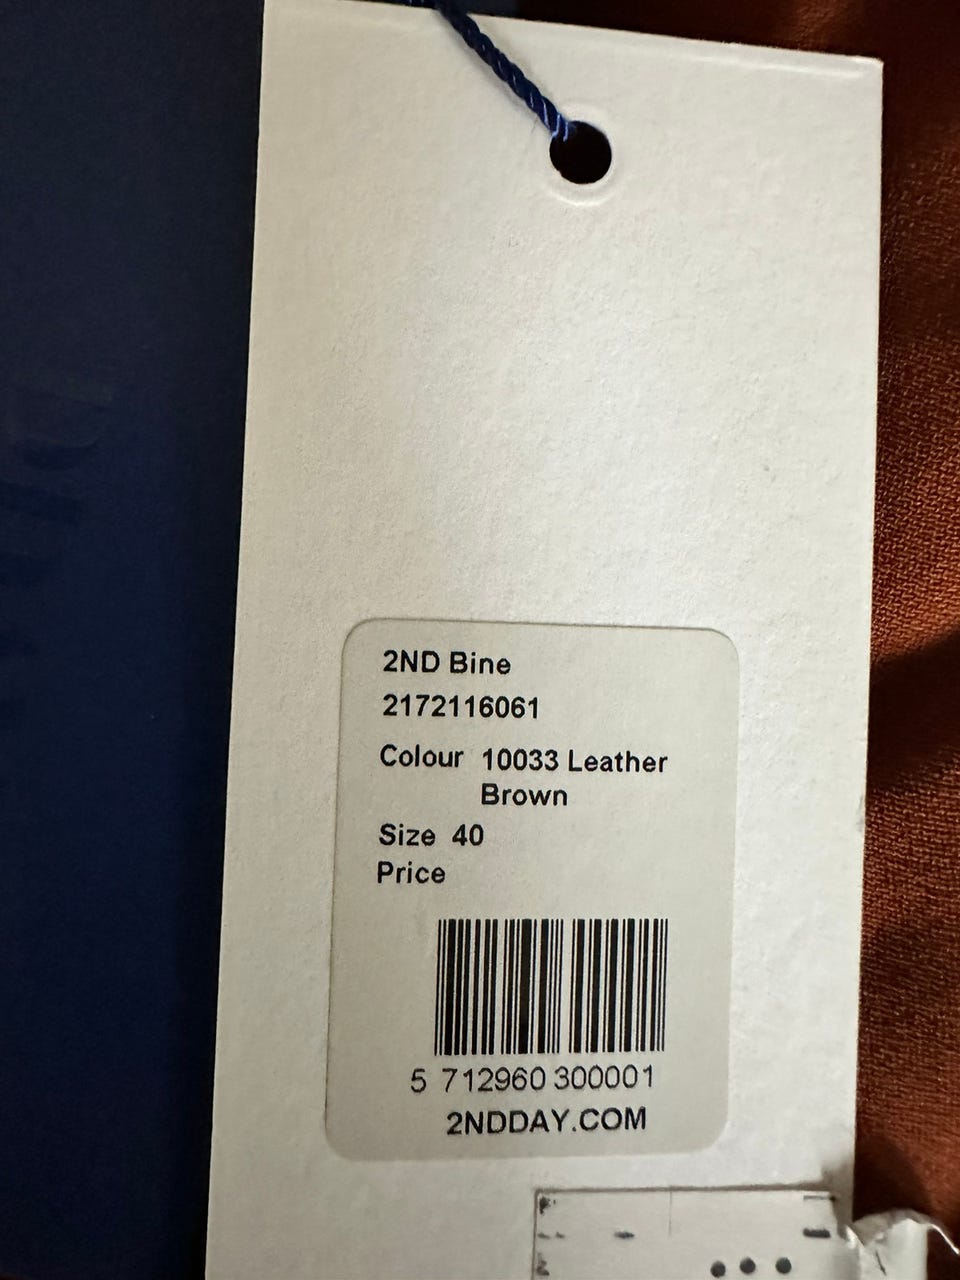 2ND Bine
2172116061
Colour 10033 Leather
Brown
Size 40
Price
5 712960 300001
2NDDAY.COM